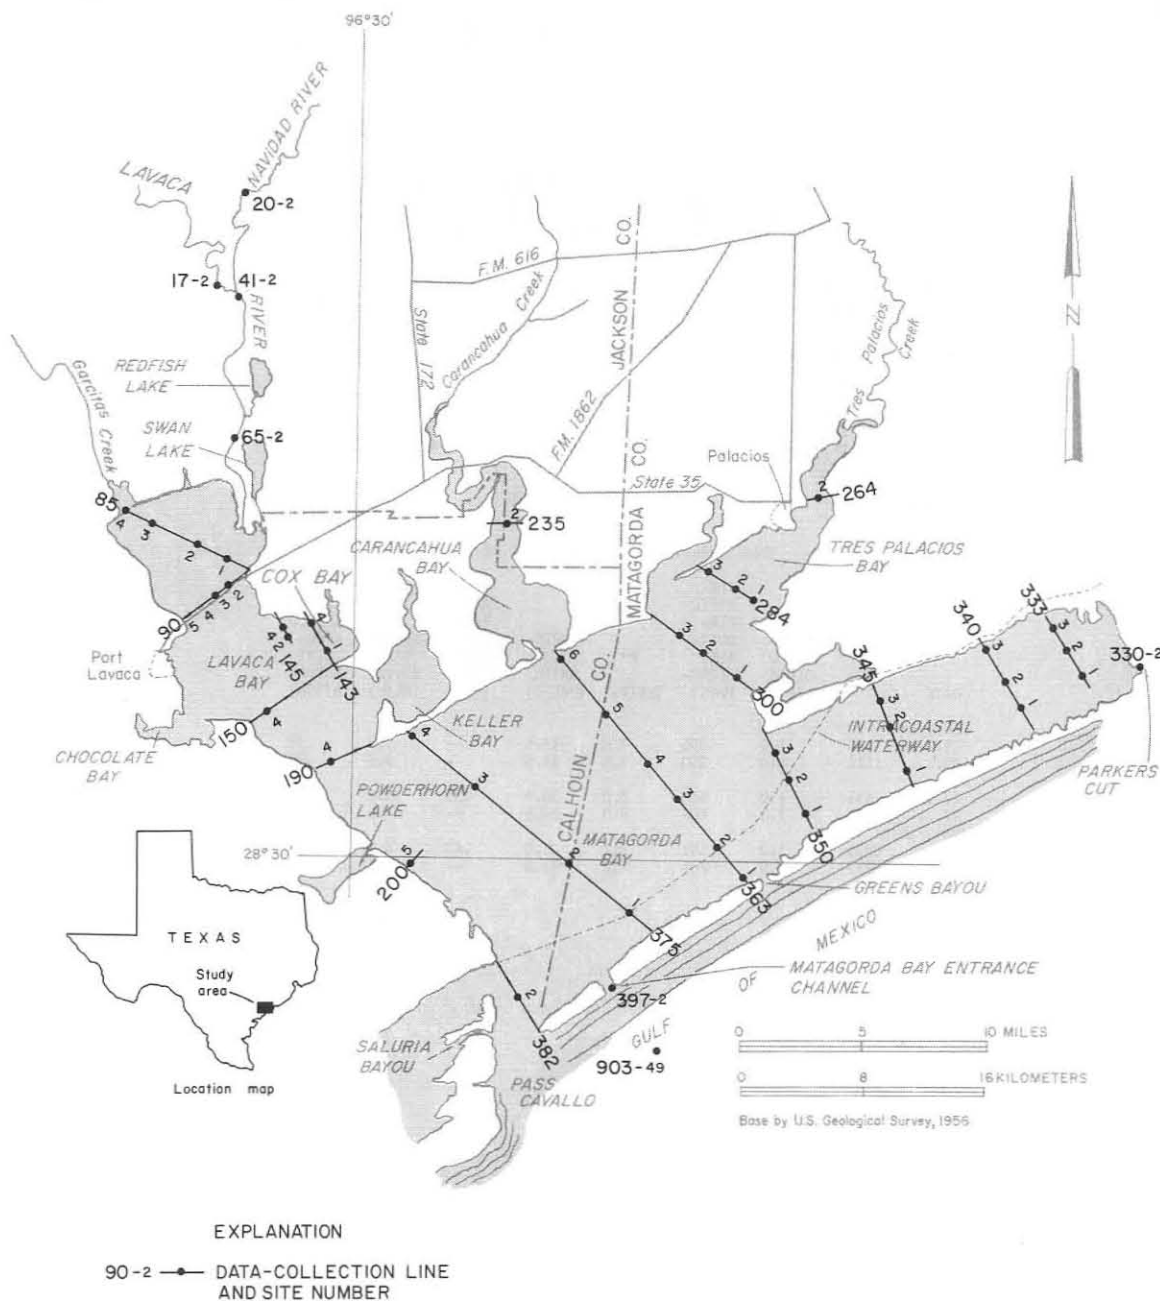 96°30'
NAVIDAD RIVER
LAVACA
20-2
17-2
41-2
RIVER
REDFISH
LAKE
SWAN
LAKE
65-2
Garcitas Creek
F.M. 616
State 172
Carancahua Creek
JACKSON CO.
F.M. 1862
MATAGORDA CO.
State 35
Tres Palacios
Creek
Palacios
N
2
264
85
4
3
2
1
2
235
CARANCAHUA
BAY
TRES PALACIOS
BAY
3
2
1
284
COX BAY
90
5
4
3
2
Port
Lavaca
LAVACA
BAY
4
2
145
4
1
143
150
4
CHOCOLATE
BAY
190
4
KELLER
BAY
POWDERHORN
LAKE
3
2
1
300
345
3
2
1
340
3
2
1
333
3
2
1
330-2
INTRACOASTAL
WATERWAY
PARKERS
CUT
6
5
4
3
2
1
363
3
2
1
350
4
3
2
1
375
CALHOUN CO.
MATAGORDA
BAY
28°30'
200
5
GREENS BAYOU
GULF OF MEXICO
MATAGORDA BAY ENTRANCE
CHANNEL
397-2
903-49
2
382
SALURIA
BAYOU
PASS
CAVALLO
TEXAS
Study
area
Location map
0 5 10 MILES
0 8 16 KILOMETERS
Base by U.S. Geological Survey, 1956
EXPLANATION
90-2 DATA-COLLECTION LINE
AND SITE NUMBER